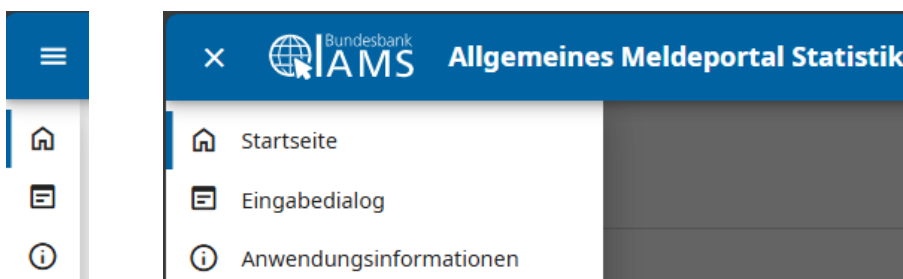 Bundesbank
AMS
Allgemeines Meldeportal Statistik
Startseite
Eingabedialog
Anwendungsinformationen